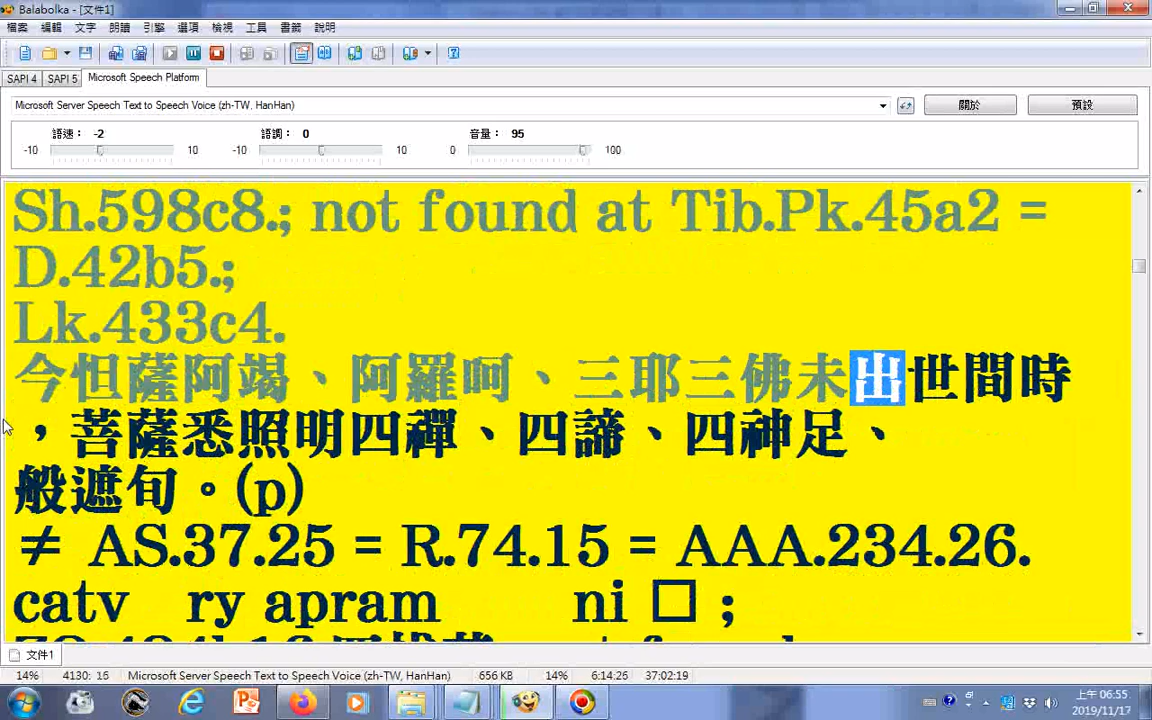 Balabolka - [文件1]
檔案 編輯 文字 朗讀 引擎 選項 檢視 工具 書籤 說明
SAPI 4 SAPI 5 Microsoft Speech Platform
Microsoft Server Speech Text to Speech Voice (zh-TW, HanHan) 關於 預設
語速： -2 語調： 0 音量： 95
-10 10 -10 10 0 100
Sh.598c8.; not found at Tib.Pk.45a2 =
D.42b5.;
Lk.433c4.
今怛薩阿竭、阿羅呵、三耶三佛未出世間時
，菩薩悉照明四禪、四諦、四神足、
般遮旬。(p)
≠ AS.37.25 = R.74.15 = AAA.234.26.
catv ry apram ni □ ;
文件1
14% 4130: 15 Microsoft Server Speech Text to Speech Voice (zh-TW, HanHan) 656 KB 14% 6:14:25 37:02:19
上午 06:55
2019/11/17